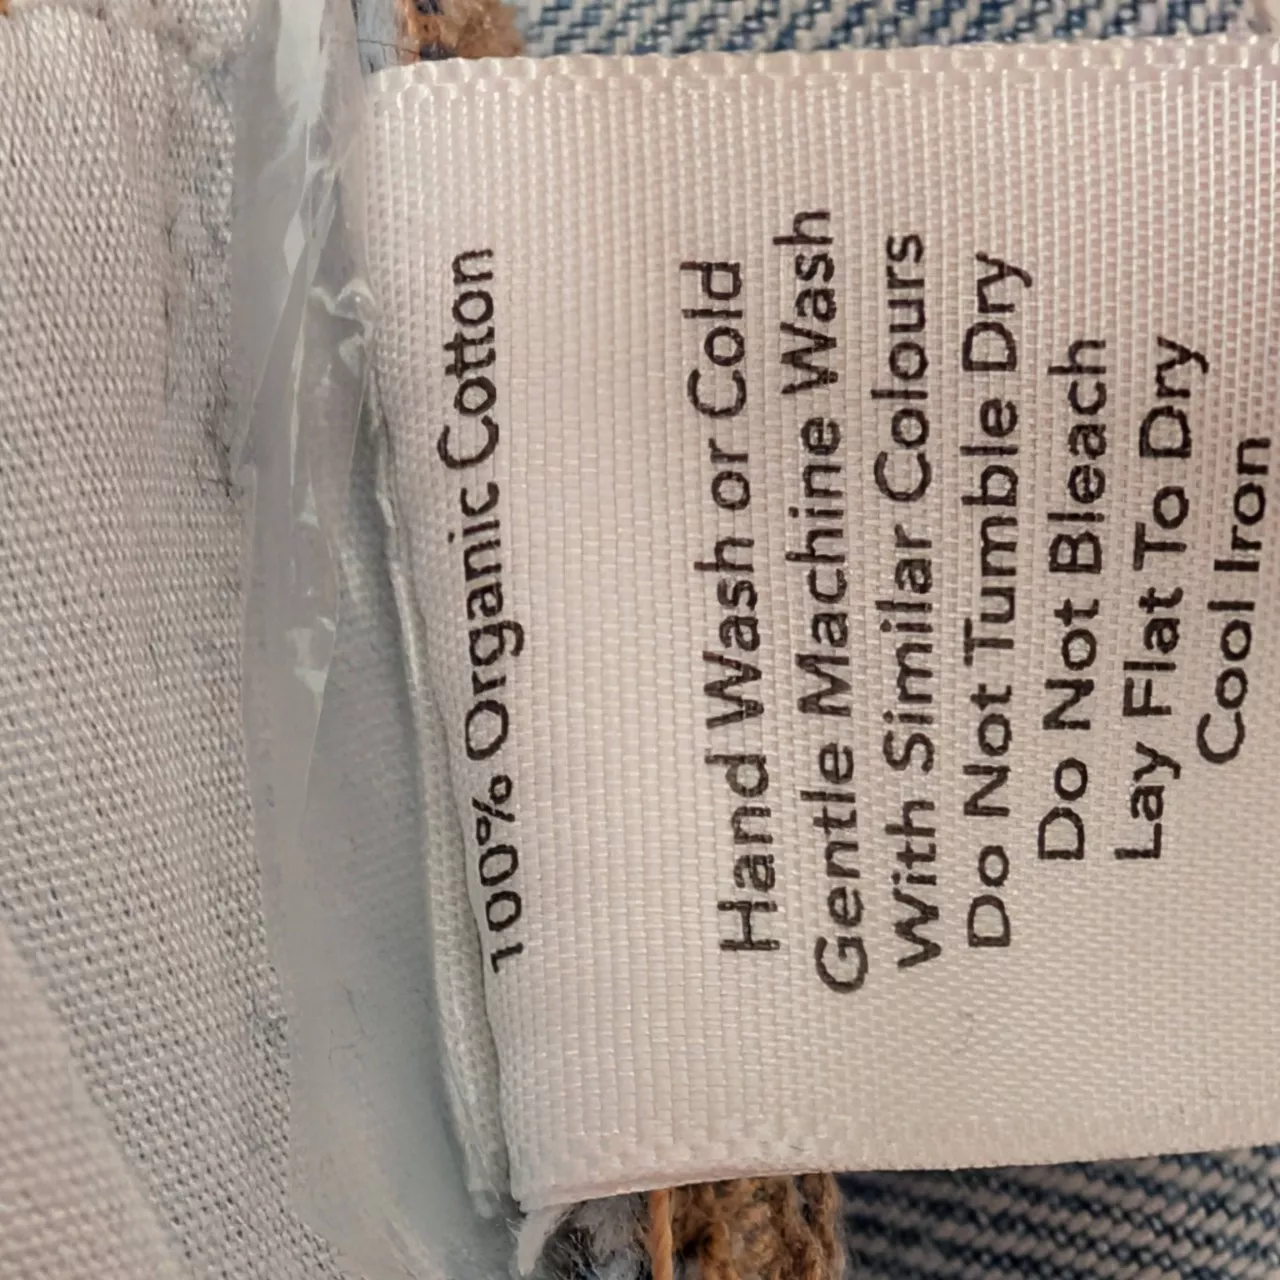 100% Organic Cotton
Hand Wash or Cold
Gentle Machine Wash
With Similar Colours
Do Not Tumble Dry
Do Not Bleach
Lay Flat To Dry
Cool Iron